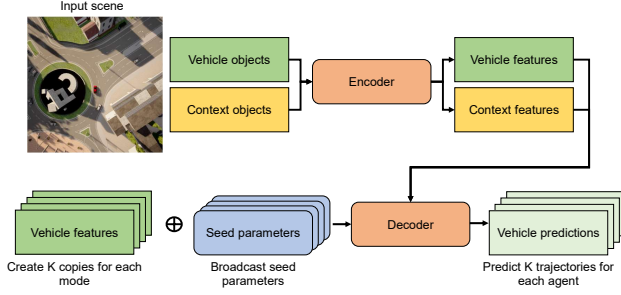 Input scene
Vehicle objects
Context objects
Encoder
Vehicle features
Context features
Vehicle features
Seed parameters
Decoder
Vehicle predictions
Create K copies for each
mode
Broadcast seed
parameters
Predict K trajectories for
each agent